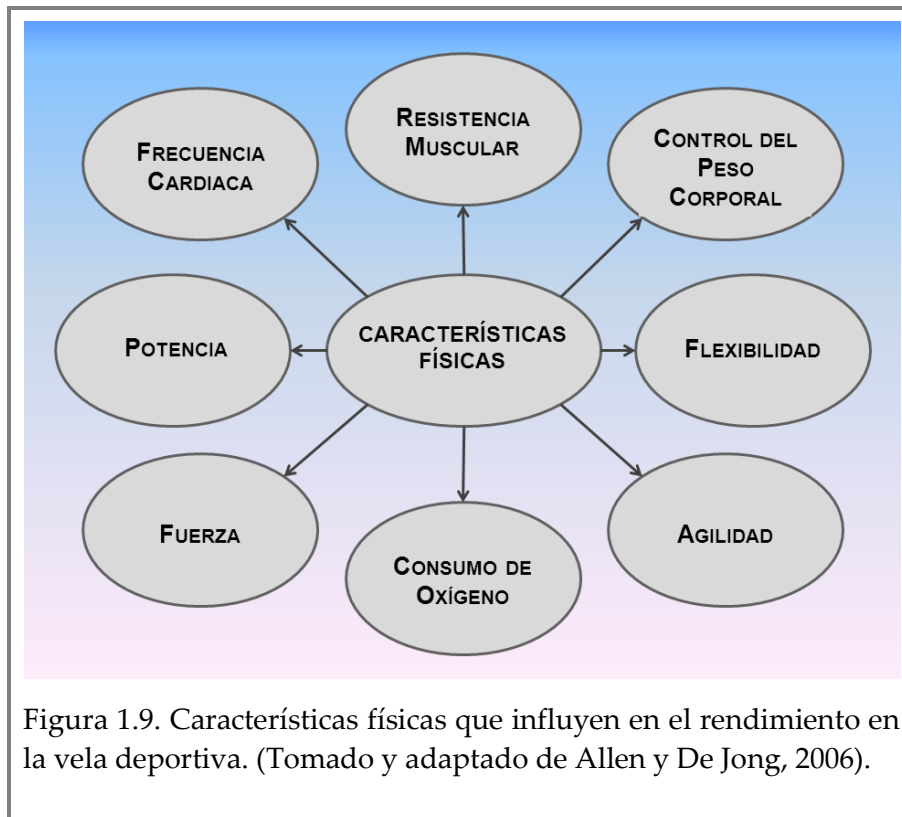 RESISTENCIA
MUSCULAR
FRECUENCIA
CARDIACA
CONTROL DEL
PESO
CORPORAL
CARACTERÍSTICAS
FÍSICAS
POTENCIA
FLEXIBILIDAD
FUERZA
AGILIDAD
CONSUMO DE
OXÍGENO
Figura 1.9. Características físicas que influyen en el rendimiento en
la vela deportiva. (Tomado y adaptado de Allen y De Jong, 2006).